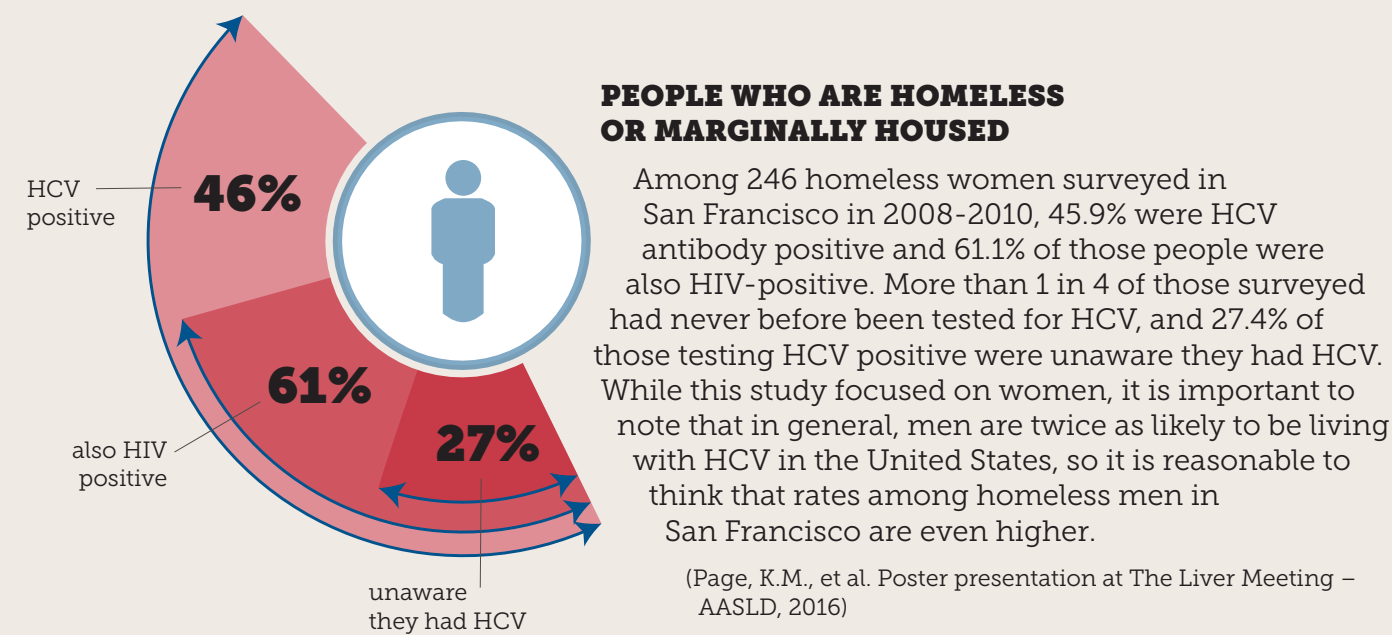 HCV
positive
46%
61%
also HIV
positive
27%
unaware
they had HCV
PEOPLE WHO ARE HOMELESS
OR MARGINALLY HOUSED
Among 246 homeless women surveyed in
San Francisco in 2008-2010, 45.9% were HCV
antibody positive and 61.1% of those people were
also HIV-positive. More than 1 in 4 of those surveyed
had never before been tested for HCV, and 27.4% of
those testing HCV positive were unaware they had HCV.
While this study focused on women, it is important to
note that in general, men are twice as likely to be living
with HCV in the United States, so it is reasonable to
think that rates among homeless men in
San Francisco are even higher.
(Page, K.M., et al. Poster presentation at The Liver Meeting –
AASLD, 2016)